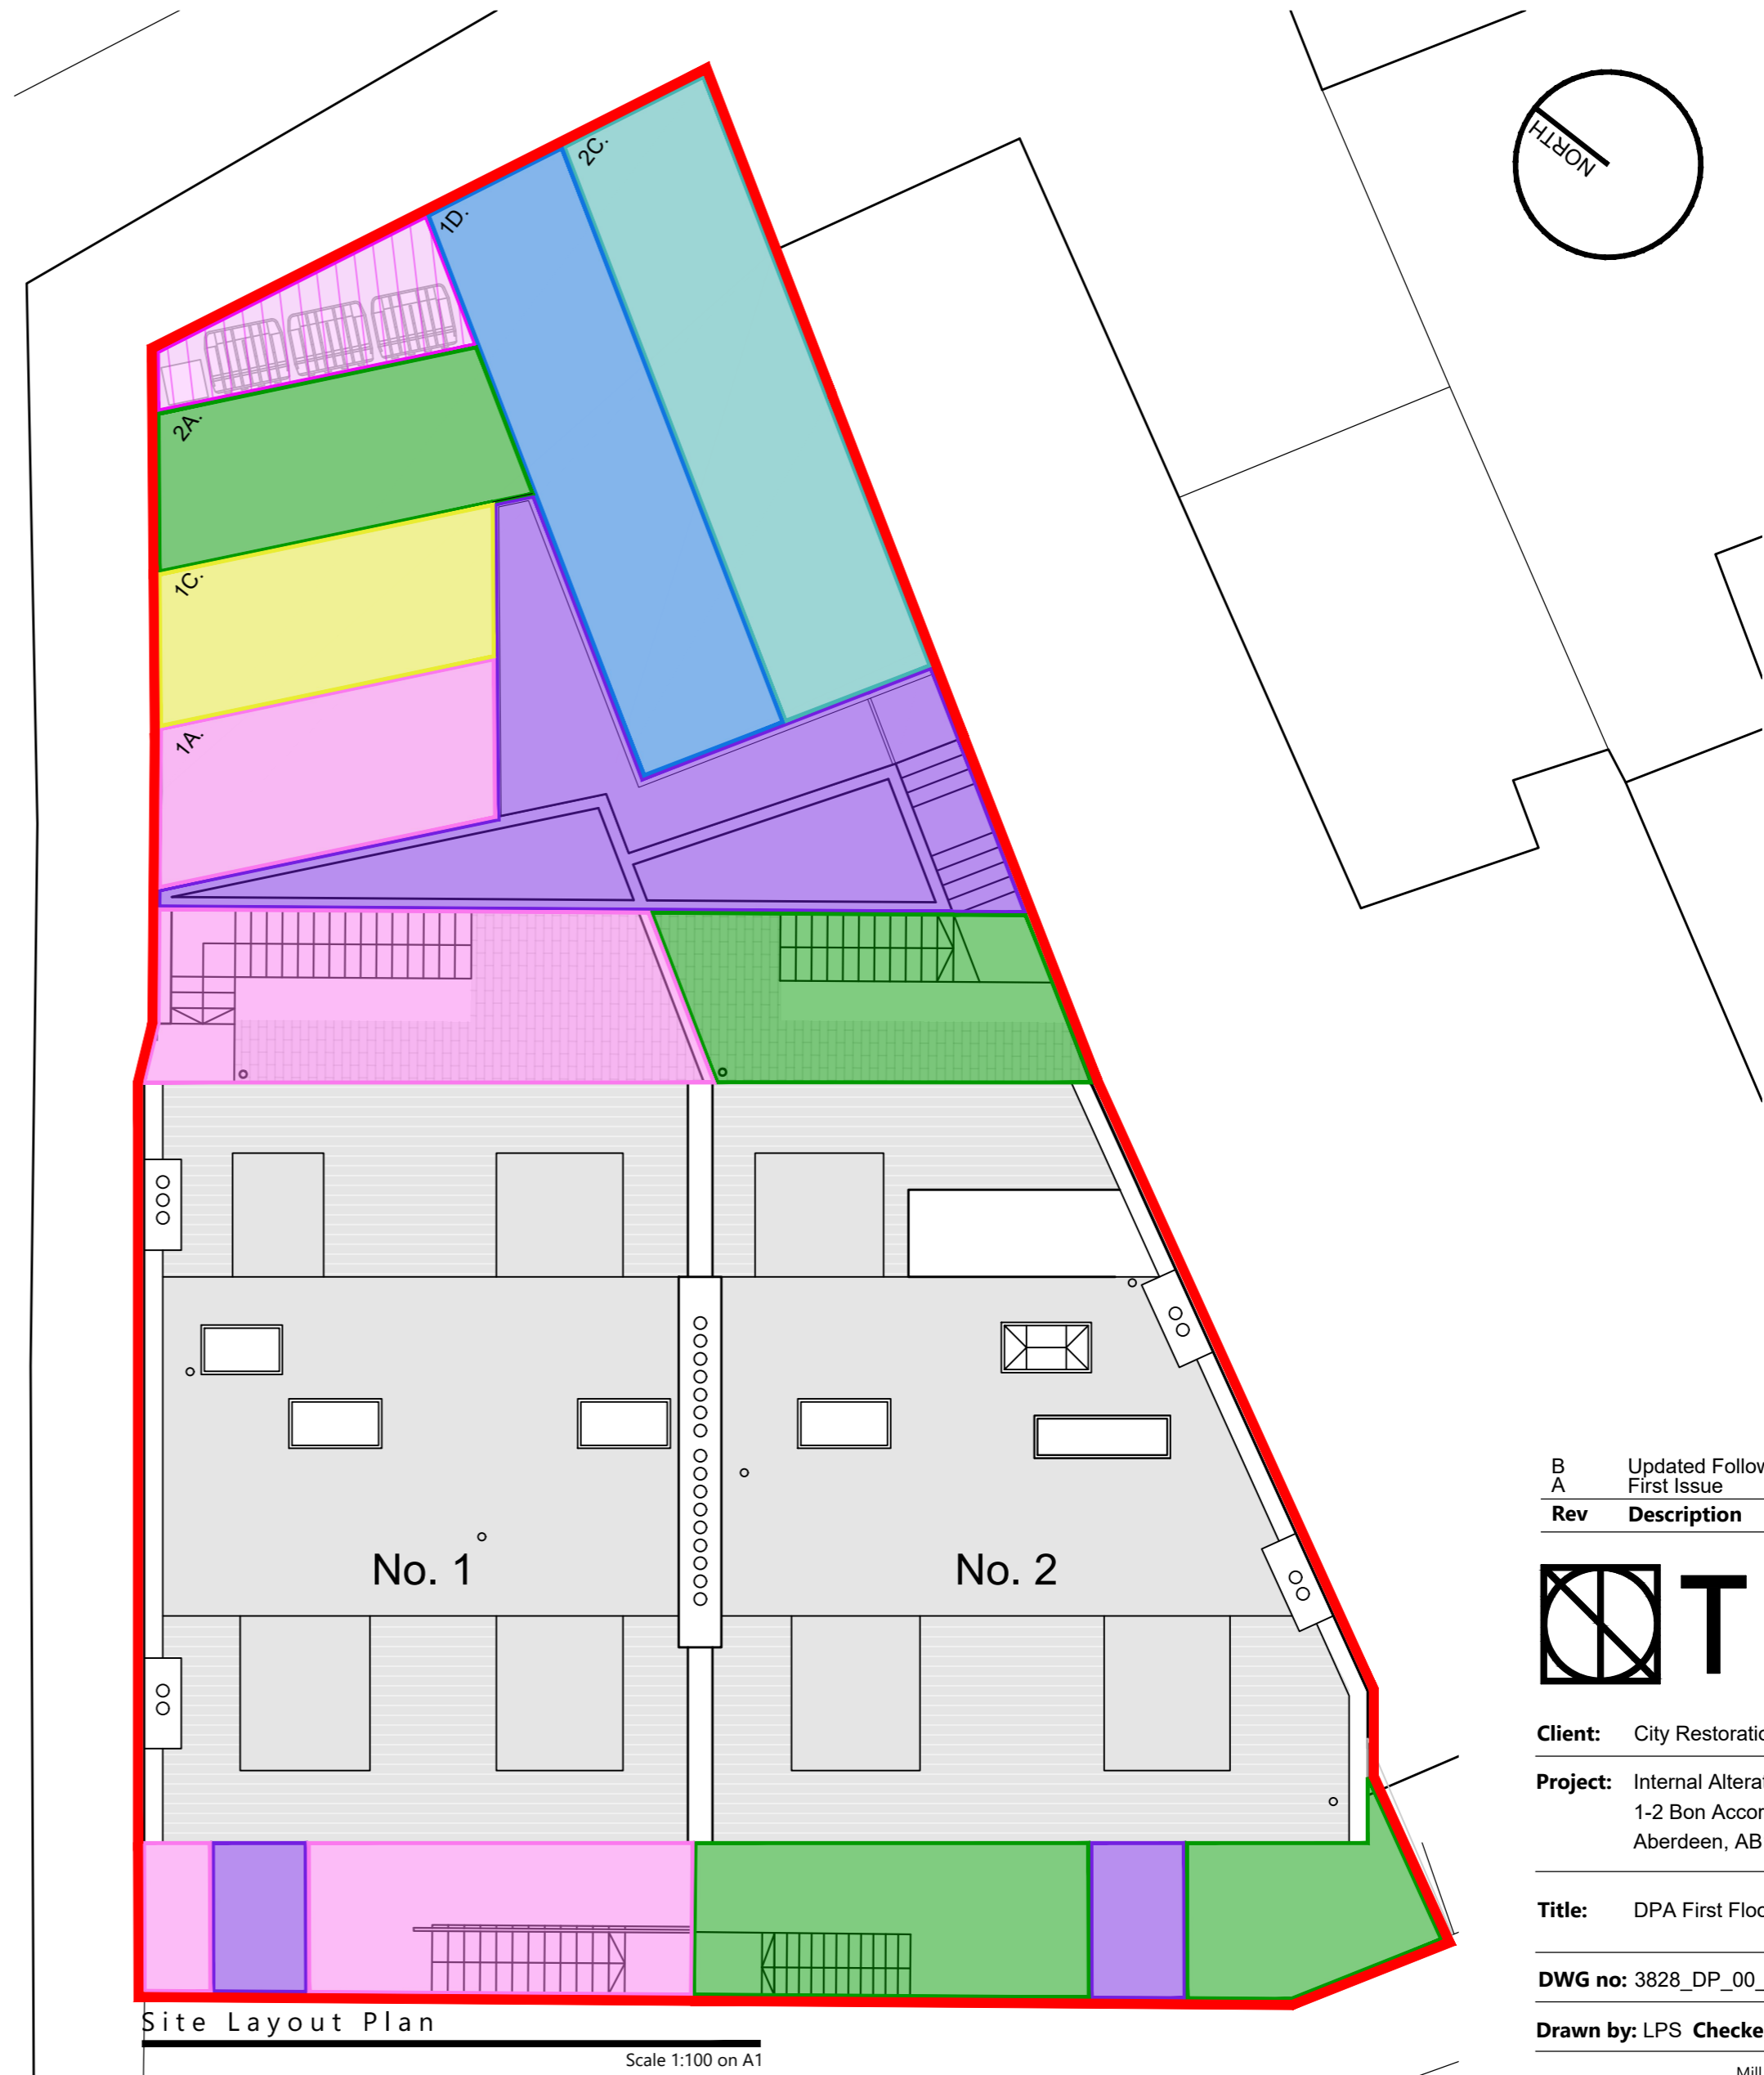 NORTH
2C.
1D.
2A.
1C.
1A.
No. 1
No. 2
Site Layout Plan
Scale 1:100 on A1
B Updated Follow
A First Issue
Rev Description
T
Client: City Restoratio
Project: Internal Altera
1-2 Bon Accor
Aberdeen, AB
Title: DPA First Floo
DWG no: 3828_DP_00_
Drawn by: LPS Checke
Mill